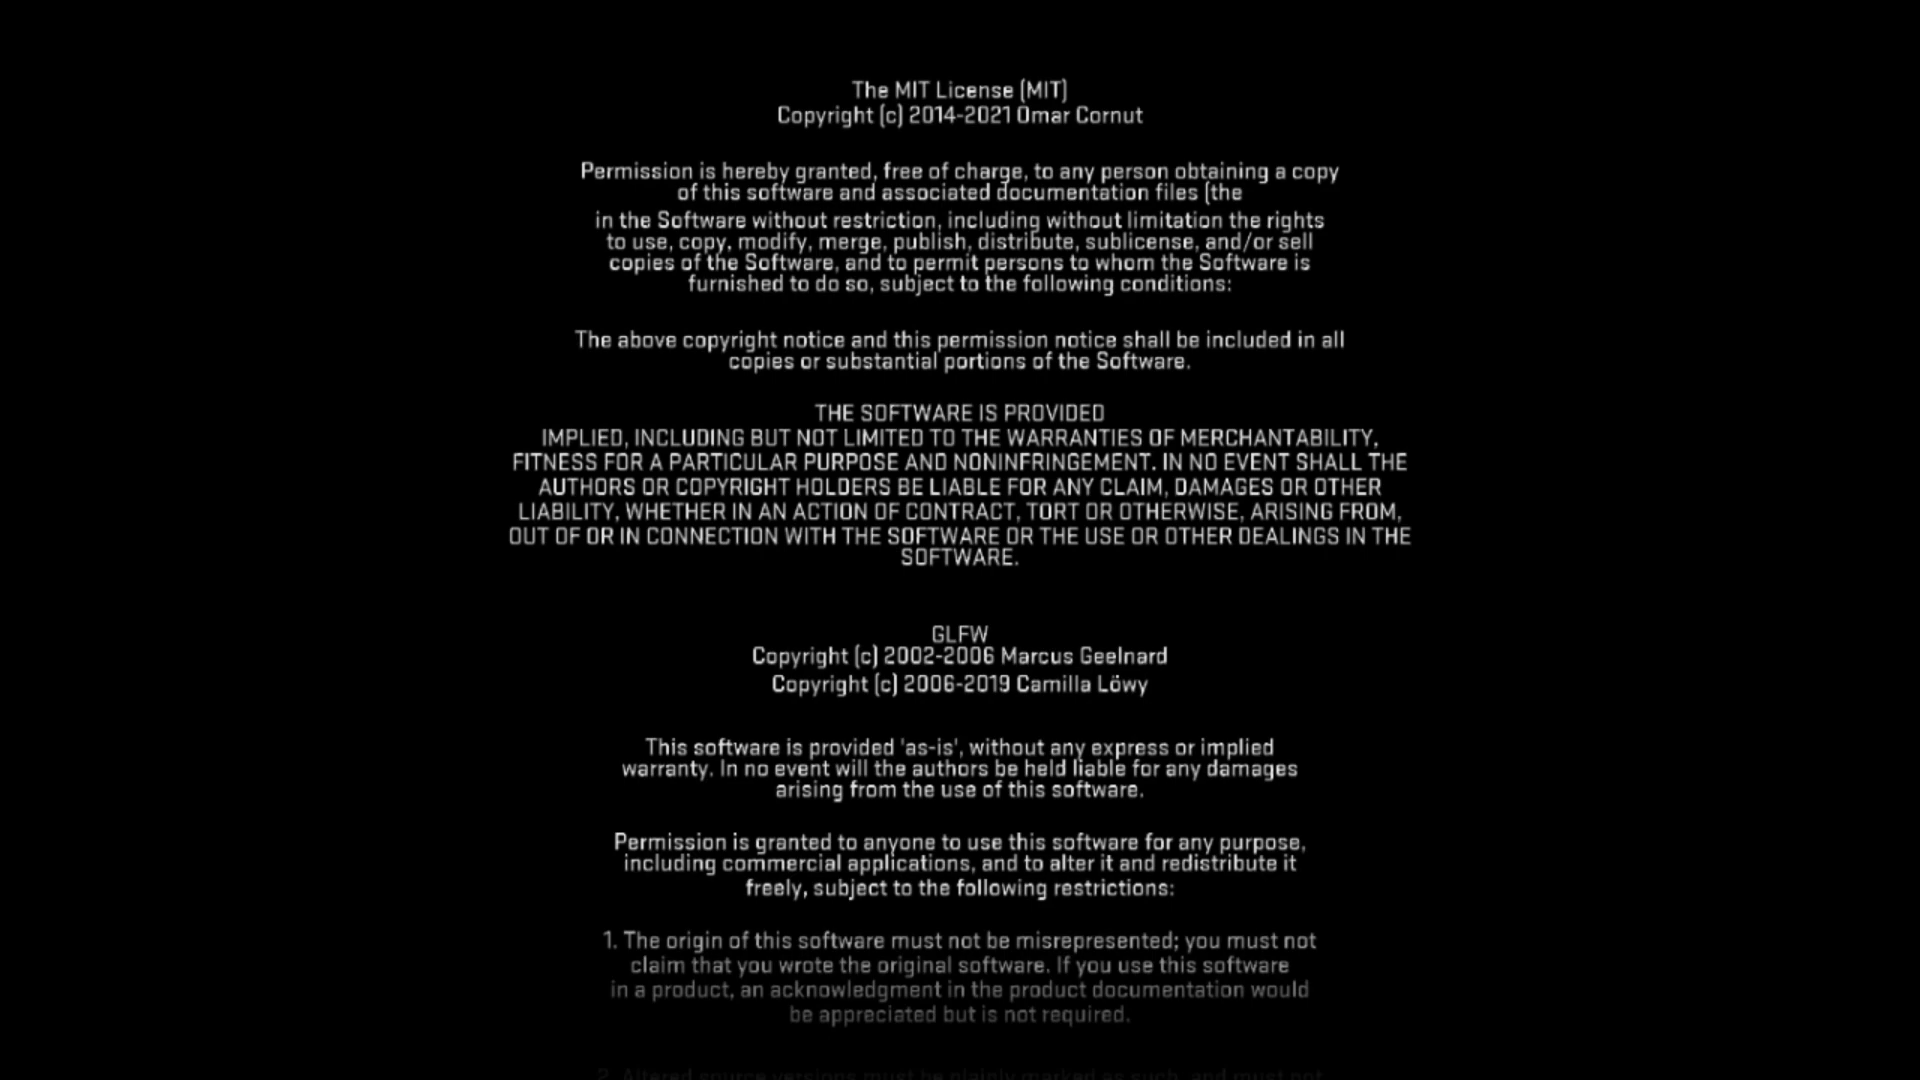 The MIT License (MIT)
Copyright (c) 2014-2021 Omar Cornut
Permission is hereby granted, free of charge, to any person obtaining a copy
of this software and associated documentation files (the
in the Software without restriction, including without limitation the rights
to use, copy, modify, merge, publish, distribute, sublicense, and/or sell
copies of the Software, and to permit persons to whom the Software is
furnished to do so, subject to the following conditions:
The above copyright notice and this permission notice shall be included in all
copies or substantial portions of the Software.
THE SOFTWARE IS PROVIDED
IMPLIED, INCLUDING BUT NOT LIMITED TO THE WARRANTIES OF MERCHANTABILITY,
FITNESS FOR A PARTICULAR PURPOSE AND NONINFRINGEMENT. IN NO EVENT SHALL THE
AUTHORS OR COPYRIGHT HOLDERS BE LIABLE FOR ANY CLAIM, DAMAGES OR OTHER
LIABILITY, WHETHER IN AN ACTION OF CONTRACT, TORT OR OTHERWISE, ARISING FROM,
OUT OF OR IN CONNECTION WITH THE SOFTWARE OR THE USE OR OTHER DEALINGS IN THE
SOFTWARE.
GLFW
Copyright (c) 2002-2006 Marcus Geelnard
Copyright (c) 2006-2019 Camilla Löwy
This software is provided 'as-is', without any express or implied
warranty. In no event will the authors be held liable for any damages
arising from the use of this software.
Permission is granted to anyone to use this software for any purpose,
including commercial applications, and to alter it and redistribute it
freely, subject to the following restrictions:
1. The origin of this software must not be misrepresented; you must not
claim that you wrote the original software. If you use this software
in a product, an acknowledgment in the product documentation would
be appreciated but is not required.
2. Altered source versions must be plainly marked as such, and must not